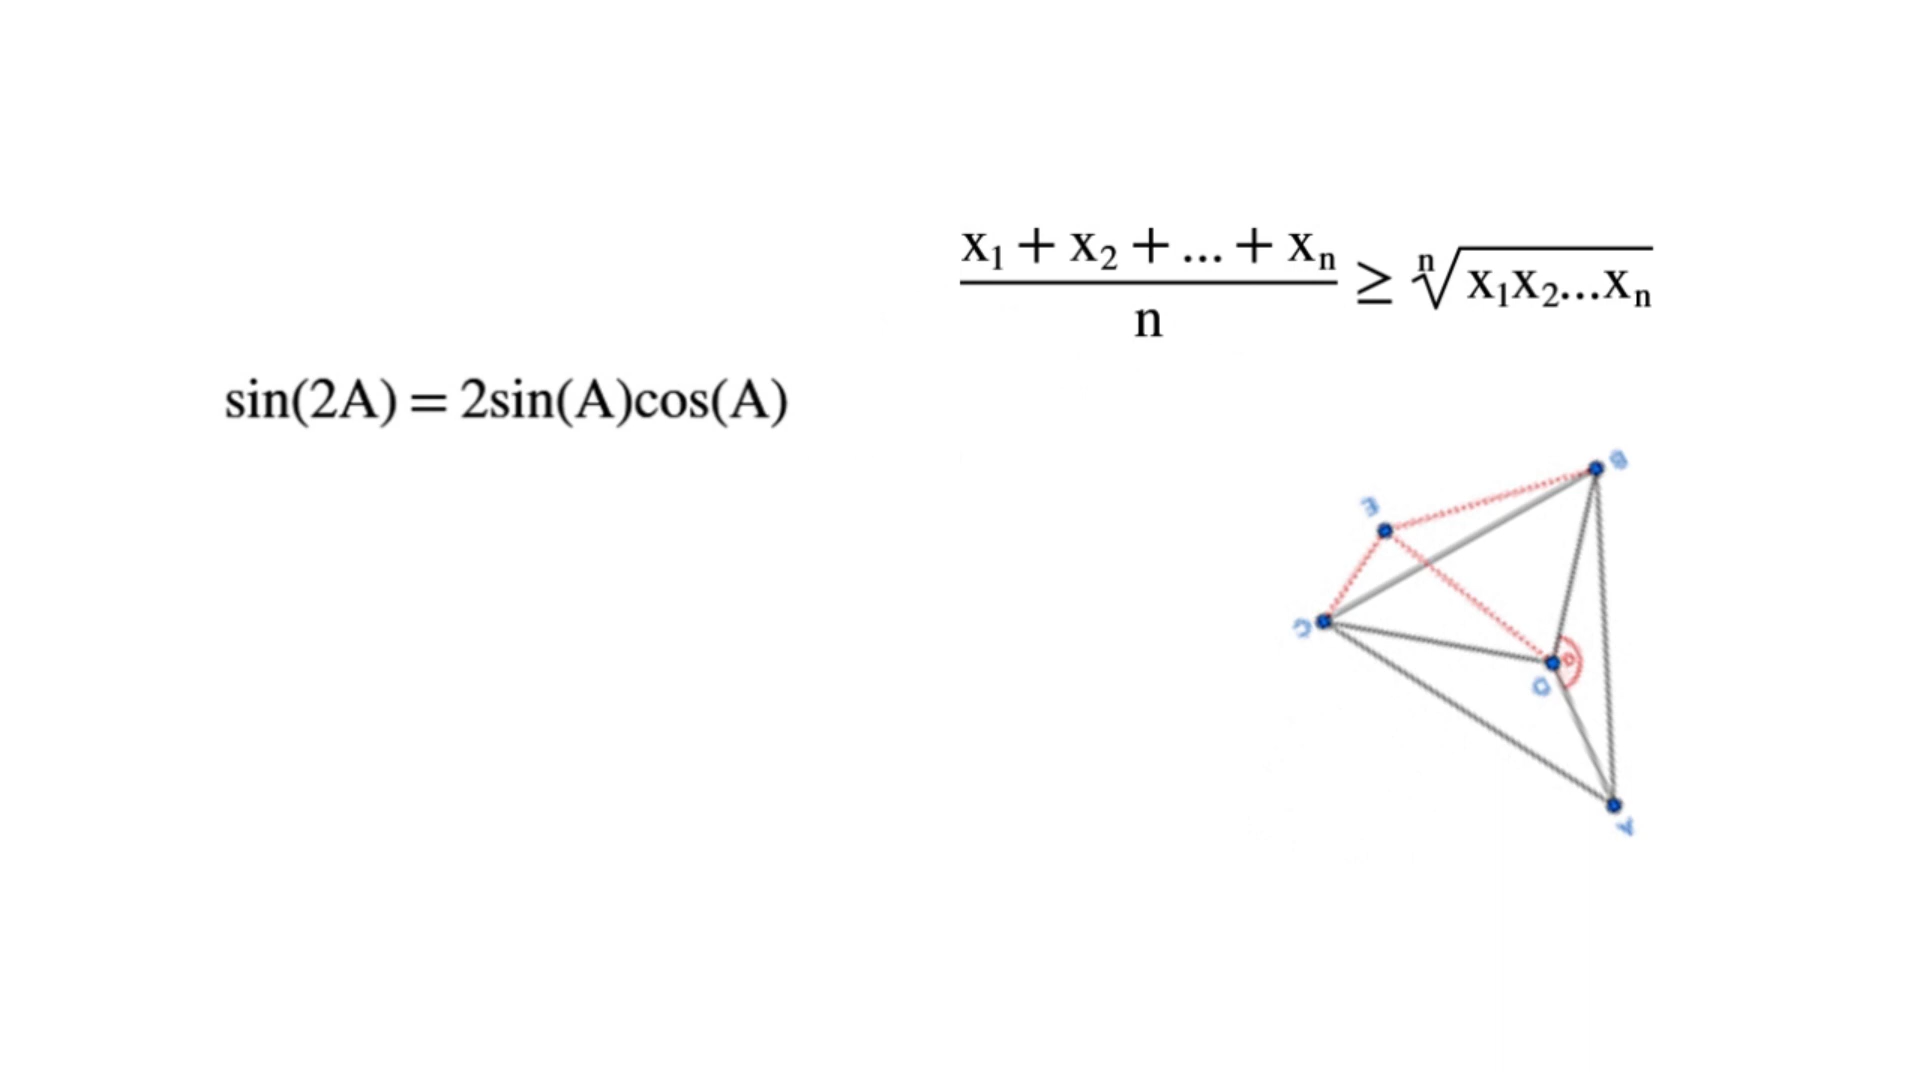 x₁ + x₂ + ... + xₙ
n
≥ ⁿ√x₁x₂...xₙ
sin(2A) = 2sin(A)cos(A)
B
E
C
D
A